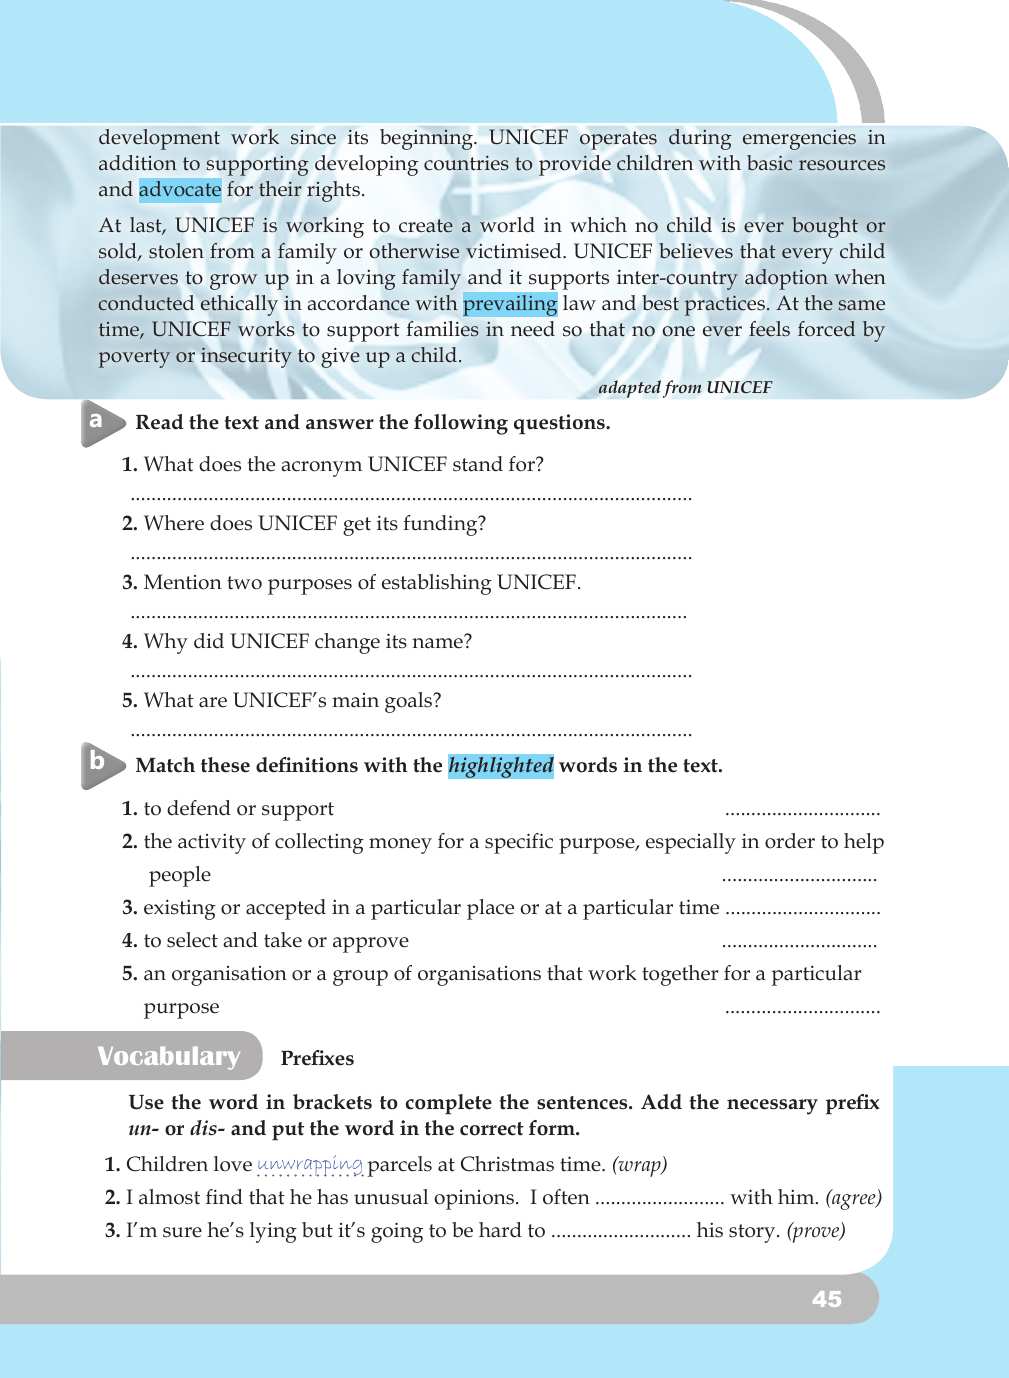 development work since its beginning. UNICEF operates during emergencies in
addition to supporting developing countries to provide children with basic resources
and advocate for their rights.
At last, UNICEF is working to create a world in which no child is ever bought or
sold, stolen from a family or otherwise victimised. UNICEF believes that every child
deserves to grow up in a loving family and it supports inter-country adoption when
conducted ethically in accordance with prevailing law and best practices. At the same
time, UNICEF works to support families in need so that no one ever feels forced by
poverty or insecurity to give up a child.
adapted from UNICEF
a Read the text and answer the following questions.
1. What does the acronym UNICEF stand for?
............................................................................................................
2. Where does UNICEF get its funding?
............................................................................................................
3. Mention two purposes of establishing UNICEF.
...........................................................................................................
4. Why did UNICEF change its name?
............................................................................................................
5. What are UNICEF's main goals?
............................................................................................................
b Match these definitions with the highlighted words in the text.
1. to defend or support ..............................
2. the activity of collecting money for a specific purpose, especially in order to help
people ..............................
3. existing or accepted in a particular place or at a particular time ..............................
4. to select and take or approve ..............................
5. an organisation or a group of organisations that work together for a particular
purpose ..............................
Vocabulary Prefixes
Use the word in brackets to complete the sentences. Add the necessary prefix
un- or dis- and put the word in the correct form.
1. Children love unwrapping parcels at Christmas time. (wrap)
2. I almost find that he has unusual opinions. I often ......................... with him. (agree)
3. I'm sure he's lying but it's going to be hard to ........................... his story. (prove)
45